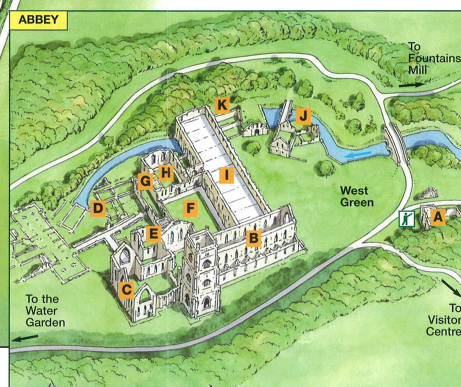 ABBEY
To
Fountains
Mill
K
J
H
G
I
D
F
West
Green
A
E
B
C
To the
Water
Garden
To
Visitor
Centre